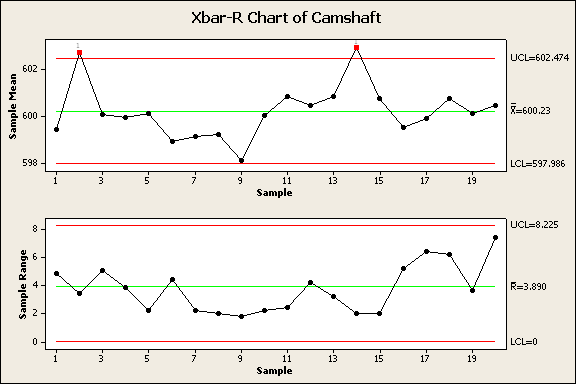 Xbar-R Chart of Camshaft
Sample Mean
602
600
598
1
1
UCL=602.474
X̿=600.23
LCL=597.986
1 3 5 7 9 11 13 15 17 19
Sample
Sample Range
8
6
4
2
0
UCL=8.225
R̅=3.890
LCL=0
1 3 5 7 9 11 13 15 17 19
Sample